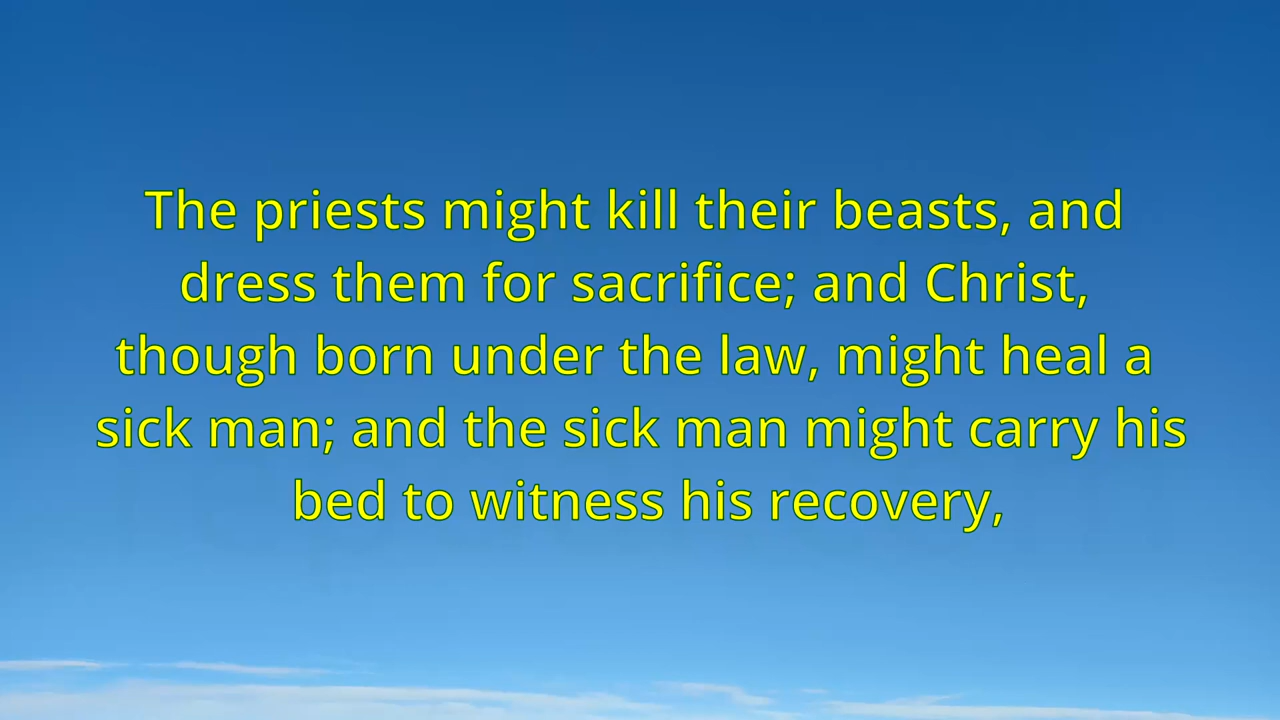 The priests might kill their beasts, and
dress them for sacrifice; and Christ,
though born under the law, might heal a
sick man; and the sick man might carry his
bed to witness his recovery,